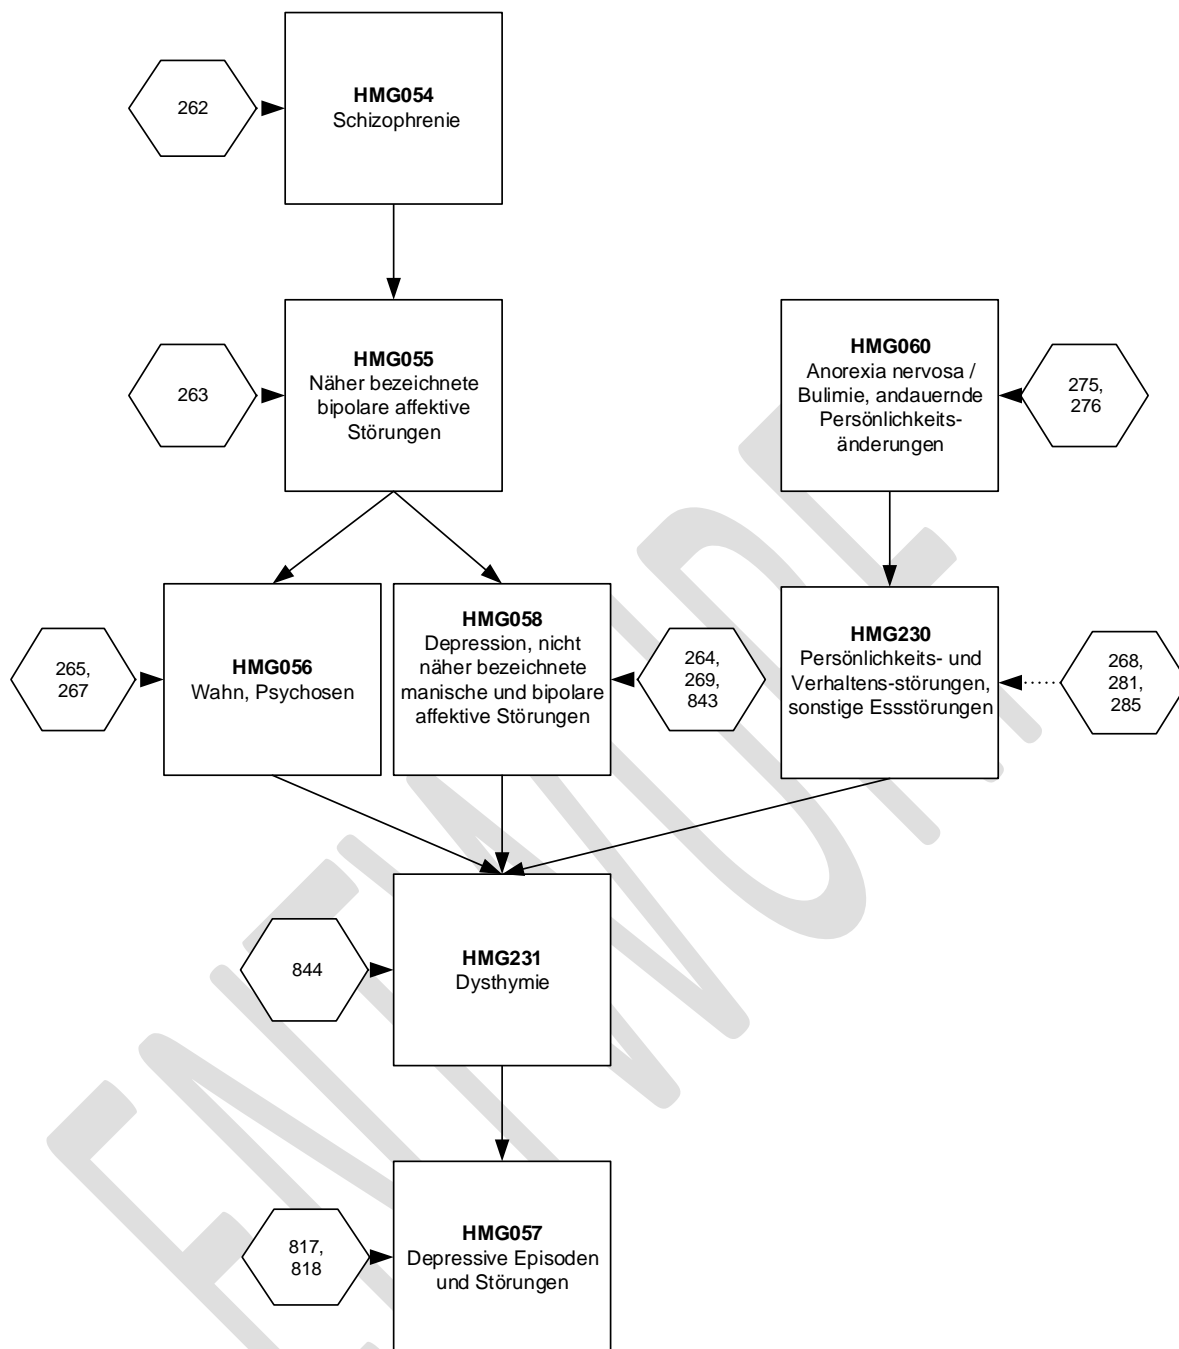 262
HMG054
Schizophrenie
263
HMG055
Näher bezeichnete
bipolare affektive
Störungen
HMG060
Anorexia nervosa /
Bulimie, andauernde
Persönlichkeits-
änderungen
275,
276
265,
267
HMG056
Wahn, Psychosen
HMG058
Depression, nicht
näher bezeichnete
manische und bipolare
affektive Störungen
264,
269,
843
HMG230
Persönlichkeits- und
Verhaltens-störungen,
sonstige Essstörungen
268,
281,
285
844
HMG231
Dysthymie
817,
818
HMG057
Depressive Episoden
und Störungen
ENTWURF